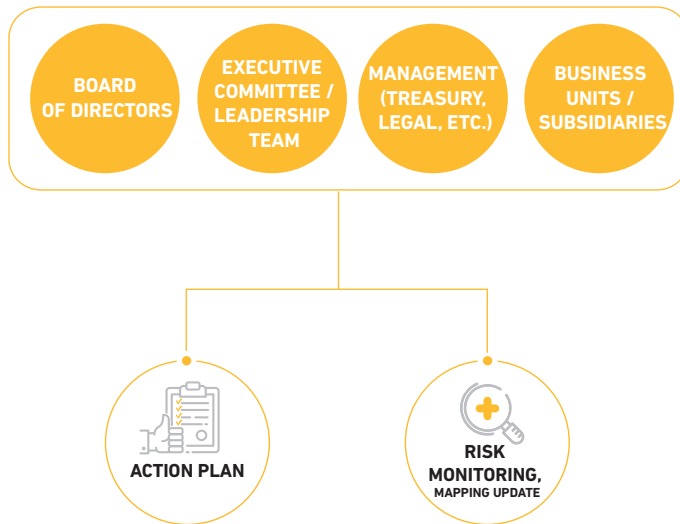 BOARD
OF DIRECTORS
EXECUTIVE
COMMITTEE /
LEADERSHIP
TEAM
MANAGEMENT
(TREASURY,
LEGAL, ETC.)
BUSINESS
UNITS /
SUBSIDIARIES
ACTION PLAN
RISK
MONITORING,
MAPPING UPDATE